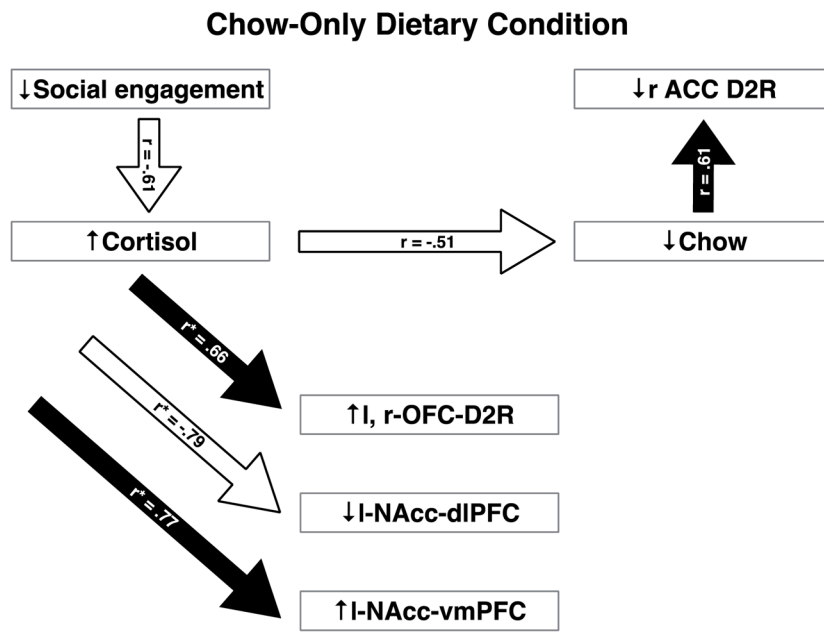 Chow-Only Dietary Condition
↓Social engagement
↓r ACC D2R
r = -.61
r = .61
↑Cortisol
r = -.51
↓Chow
r* = .66
↑l, r-OFC-D2R
r* = -.79
↓l-NAcc-dlPFC
r* = .77
↑l-NAcc-vmPFC